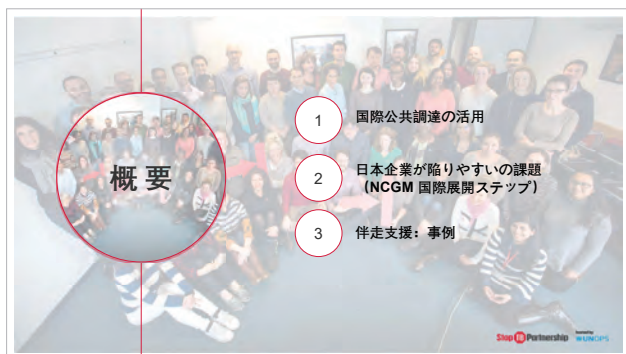 概要
1
国際公共調達の活用
2
日本企業が陥りやすいの課題
(NCGM 国際展開ステップ)
3
伴走支援: 事例
Stop TB Partnership
UNOPS